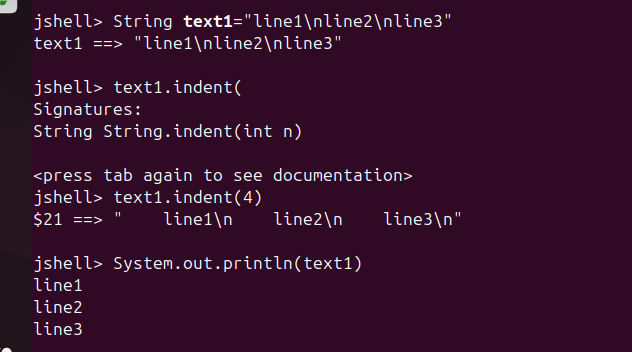 jshell> String text1="line1\nline2\nline3"
text1 ==> "line1\nline2\nline3"
jshell> text1.indent(
Signatures:
String String.indent(int n)
<press tab again to see documentation>
jshell> text1.indent(4)
$21 ==> "    line1\n    line2\n    line3\n"
jshell> System.out.println(text1)
line1
line2
line3